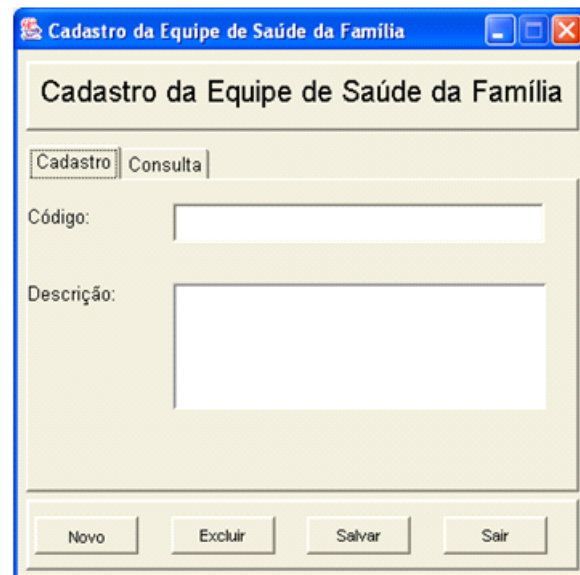 Cadastro da Equipe de Saúde da Família
Cadastro da Equipe de Saúde da Família
Cadastro Consulta
Código:
Descrição:
Novo Excluir Salvar Sair